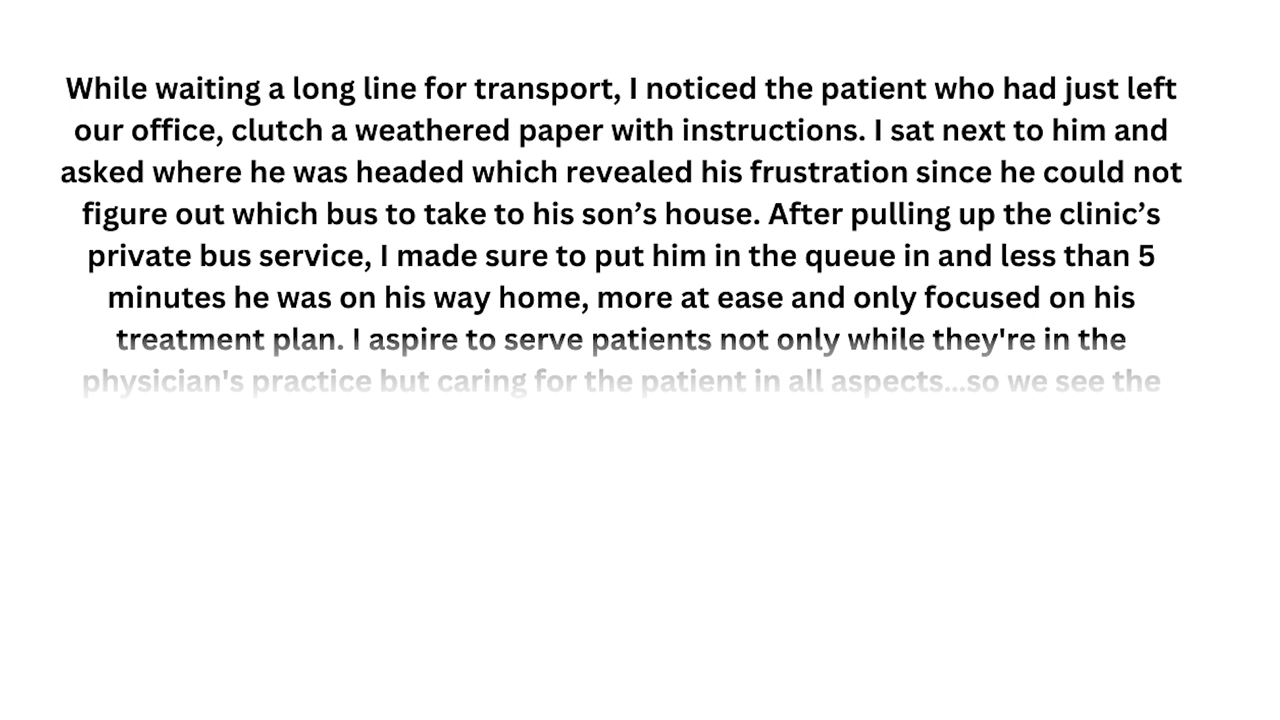 While waiting a long line for transport, I noticed the patient who had just left
our office, clutch a weathered paper with instructions. I sat next to him and
asked where he was headed which revealed his frustration since he could not
figure out which bus to take to his son’s house. After pulling up the clinic’s
private bus service, I made sure to put him in the queue in and less than 5
minutes he was on his way home, more at ease and only focused on his
treatment plan. I aspire to serve patients not only while they're in the
physician's practice but caring for the patient in all aspects...so we see the